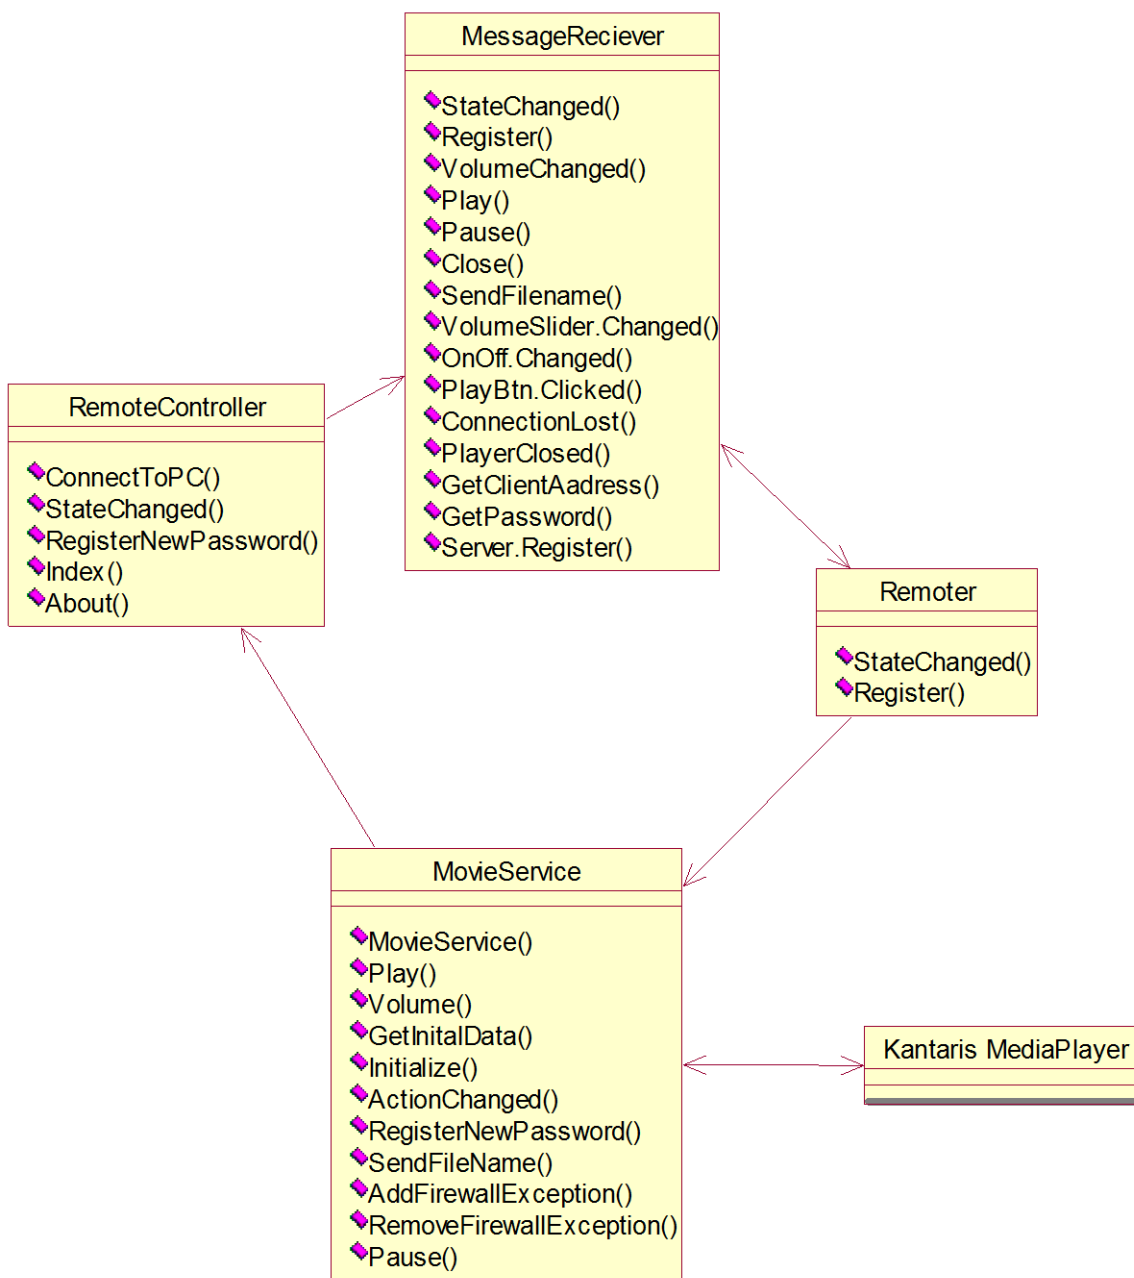 MessageReciever
StateChanged()
Register()
VolumeChanged()
Play()
Pause()
Close()
SendFilename()
VolumeSlider.Changed()
OnOff.Changed()
PlayBtn.Clicked()
ConnectionLost()
PlayerClosed()
GetClientAadress()
GetPassword()
Server.Register()
RemoteController
ConnectToPC()
StateChanged()
RegisterNewPassword()
Index()
About()
Remoter
StateChanged()
Register()
MovieService
MovieService()
Play()
Volume()
GetInitalData()
Initialize()
ActionChanged()
RegisterNewPassword()
SendFileName()
AddFirewallException()
RemoveFirewallException()
Pause()
Kantaris MediaPlayer